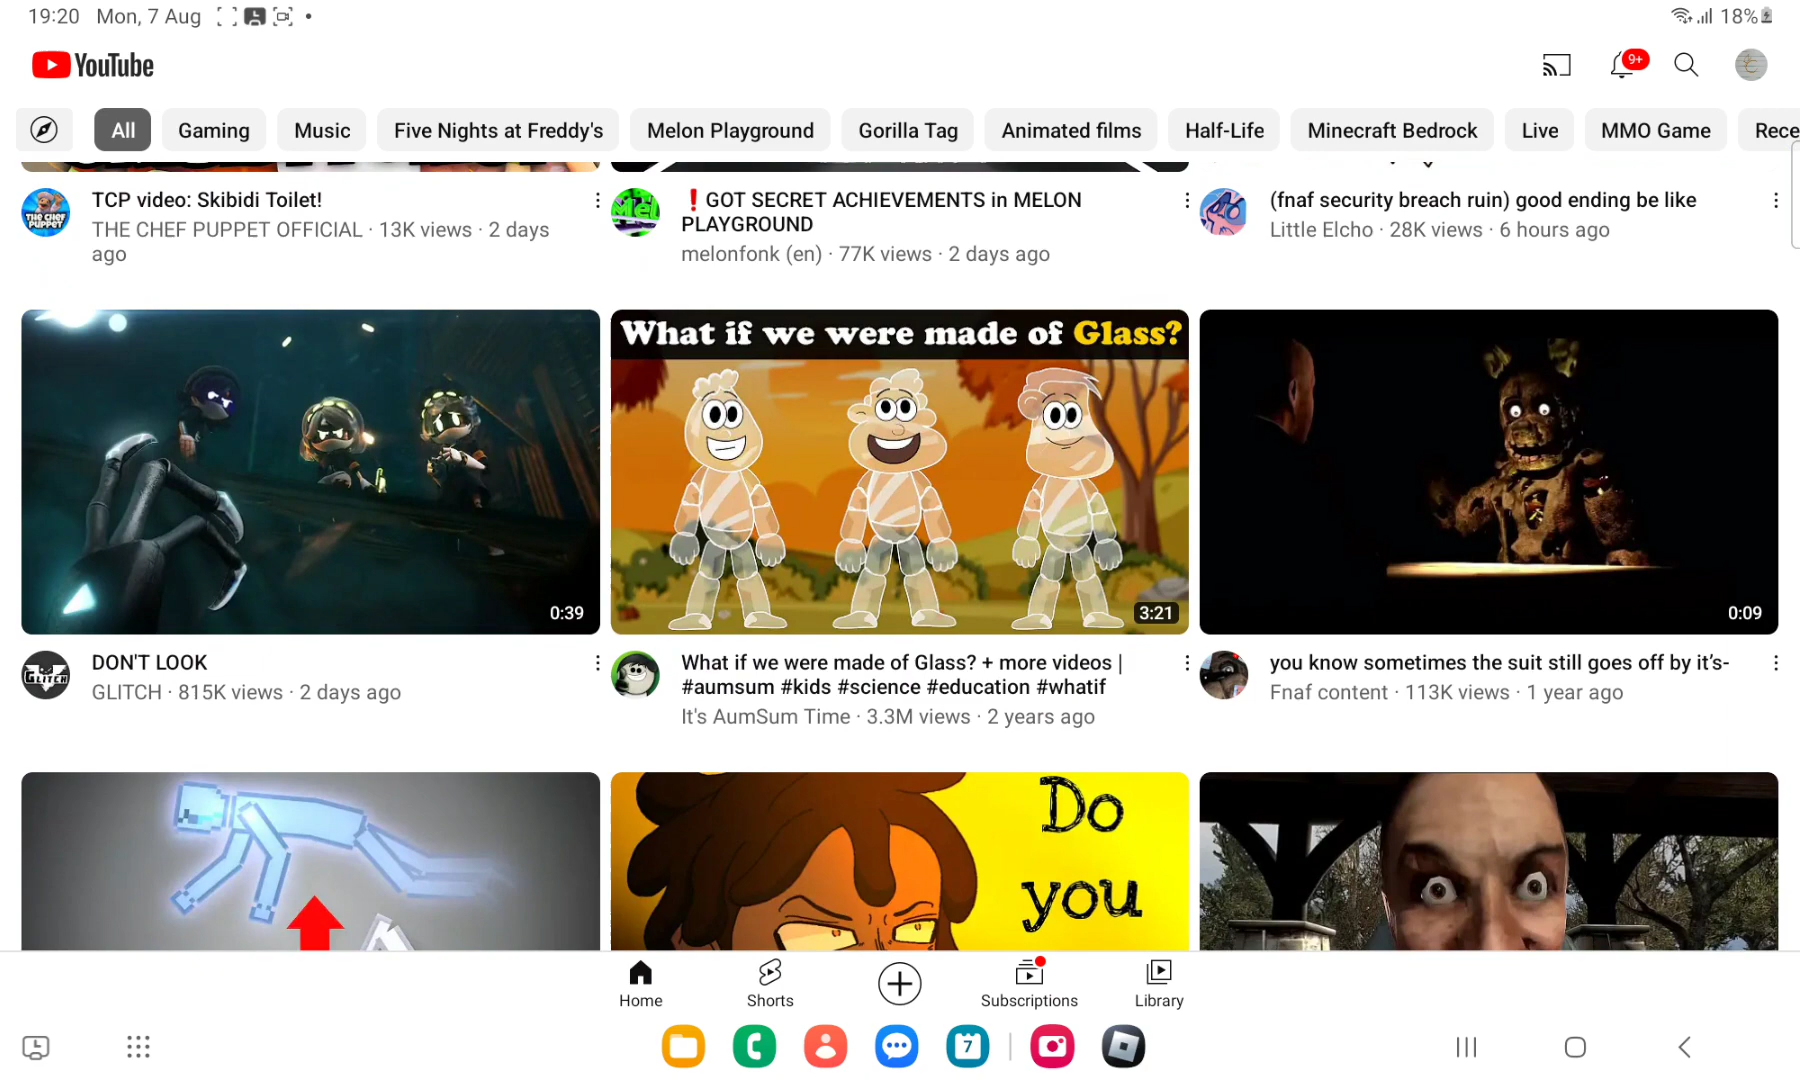 19:20 Mon, 7 Aug
18%
YouTube
9+
All Gaming Music Five Nights at Freddy's Melon Playground Gorilla Tag Animated films Half-Life Minecraft Bedrock Live MMO Game Rece
THE CHEF PUPPET
TCP video: Skibidi Toilet!
THE CHEF PUPPET OFFICIAL · 13K views · 2 days
ago
Mel
❗GOT SECRET ACHIEVEMENTS in MELON
PLAYGROUND
melonfonk (en) · 77K views · 2 days ago
(fnaf security breach ruin) good ending be like
Little Elcho · 28K views · 6 hours ago
0:39
What if we were made of Glass?
3:21
0:09
GLITCH
DON'T LOOK
GLITCH · 815K views · 2 days ago
What if we were made of Glass? + more videos |
#aumsum #kids #science #education #whatif
It's AumSum Time · 3.3M views · 2 years ago
you know sometimes the suit still goes off by it's-
Fnaf content · 113K views · 1 year ago
Do
you
Home Shorts Subscriptions Library
7